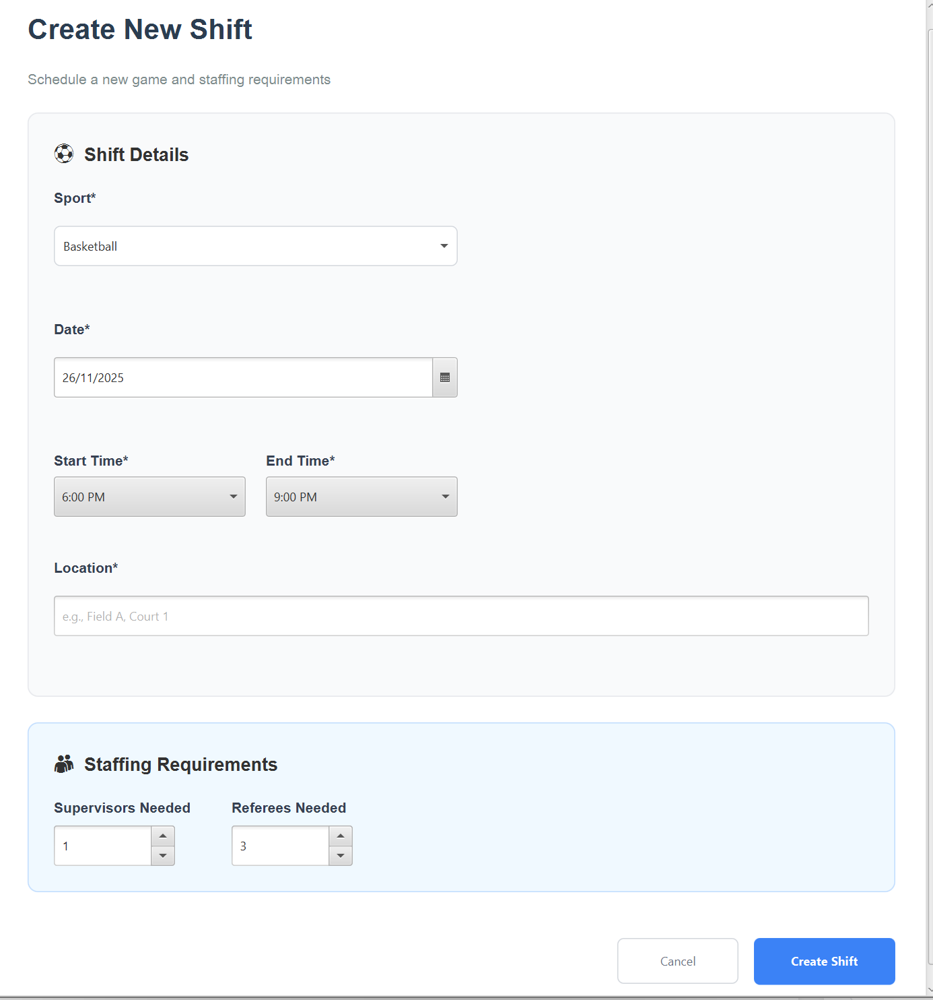 Create New Shift
Schedule a new game and staffing requirements
Shift Details
Sport*
Basketball
Date*
26/11/2025
Start Time* End Time*
6:00 PM 9:00 PM
Location*
e.g., Field A, Court 1
Staffing Requirements
Supervisors Needed Referees Needed
1 3
Cancel Create Shift